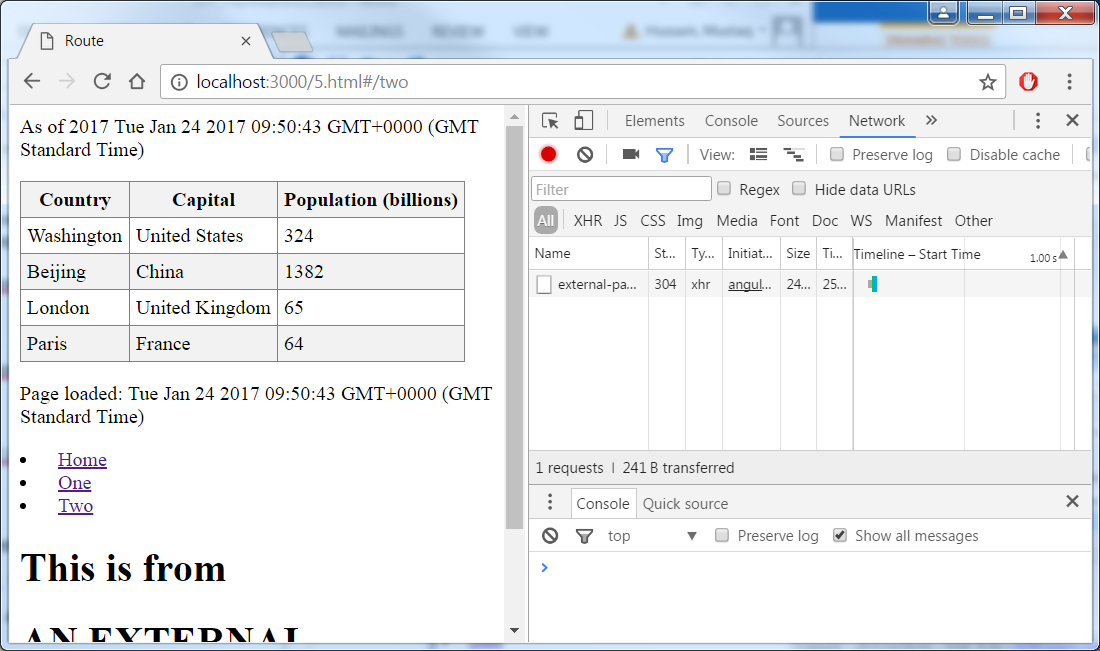 MAILINGS REVIEW VIEW
Route
localhost:3000/5.html#/two
As of 2017 Tue Jan 24 2017 09:50:43 GMT+0000 (GMT
Standard Time)
Country Capital Population (billions)
Washington United States 324
Beijing China 1382
London United Kingdom 65
Paris France 64
Page loaded: Tue Jan 24 2017 09:50:43 GMT+0000 (GMT
Standard Time)
• Home
• One
• Two
This is from
AN EXTERNAL
Elements Console Sources Network »
View: Preserve log Disable cache
Filter Regex Hide data URLs
All XHR JS CSS Img Media Font Doc WS Manifest Other
Name St... Ty... Initiat... Size Ti... Timeline – Start Time 1.00 s
external-pa... 304 xhr angul... 24... 25...
1 requests | 241 B transferred
Console Quick source
top Preserve log Show all messages
>